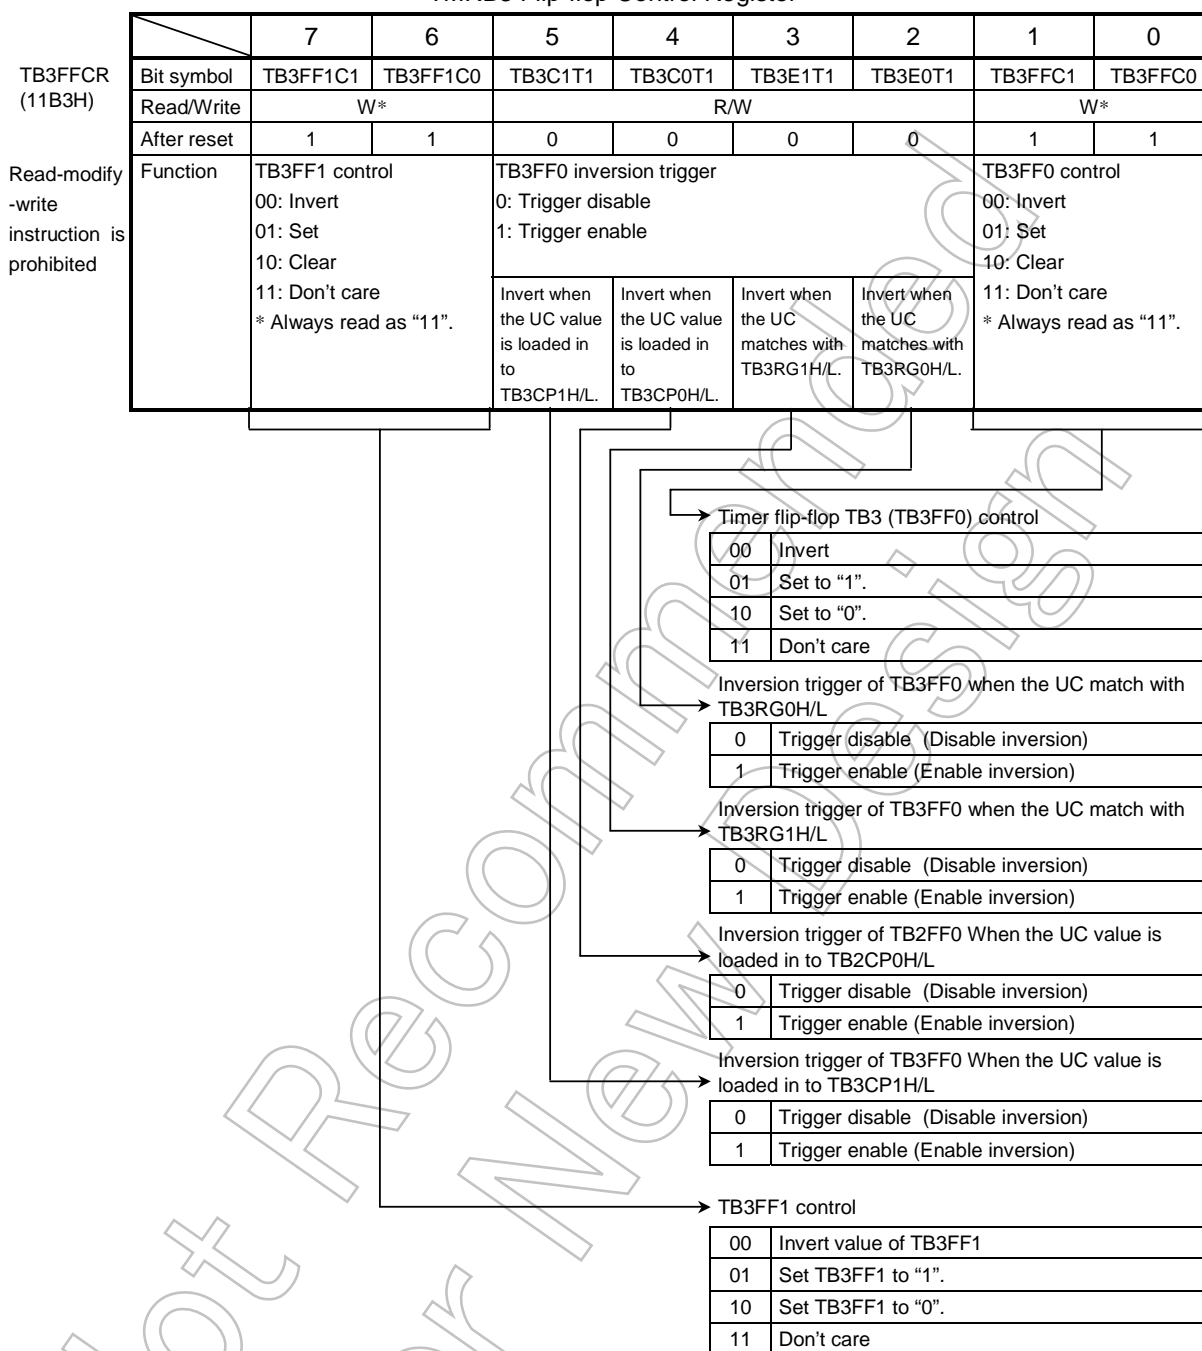 TMRB3 Flip-flop Control Register
7 6 5 4 3 2 1 0
TB3FFCR
(11B3H)
Bit symbol TB3FF1C1 TB3FF1C0 TB3C1T1 TB3C0T1 TB3E1T1 TB3E0T1 TB3FFC1 TB3FFC0
Read/Write W* R/W W*
After reset 1 1 0 0 0 0 1 1
Read-modify
-write
instruction is
prohibited
Function
TB3FF1 control
00: Invert
01: Set
10: Clear
11: Don't care
* Always read as “11”.
TB3FF0 inversion trigger
0: Trigger disable
1: Trigger enable
Invert when
the UC value
is loaded in
to
TB3CP1H/L.
Invert when
the UC value
is loaded in
to
TB3CP0H/L.
Invert when
the UC
matches with
TB3RG1H/L.
Invert when
the UC
matches with
TB3RG0H/L.
TB3FF0 control
00: Invert
01: Set
10: Clear
11: Don't care
* Always read as “11”.
Timer flip-flop TB3 (TB3FF0) control
00 Invert
01 Set to “1”.
10 Set to “0”.
11 Don't care
Inversion trigger of TB3FF0 when the UC match with
TB3RG0H/L
0 Trigger disable (Disable inversion)
1 Trigger enable (Enable inversion)
Inversion trigger of TB3FF0 when the UC match with
TB3RG1H/L
0 Trigger disable (Disable inversion)
1 Trigger enable (Enable inversion)
Inversion trigger of TB2FF0 When the UC value is
loaded in to TB2CP0H/L
0 Trigger disable (Disable inversion)
1 Trigger enable (Enable inversion)
Inversion trigger of TB3FF0 When the UC value is
loaded in to TB3CP1H/L
0 Trigger disable (Disable inversion)
1 Trigger enable (Enable inversion)
TB3FF1 control
00 Invert value of TB3FF1
01 Set TB3FF1 to “1”.
10 Set TB3FF1 to “0”.
11 Don't care
Not Recommended
for New Design